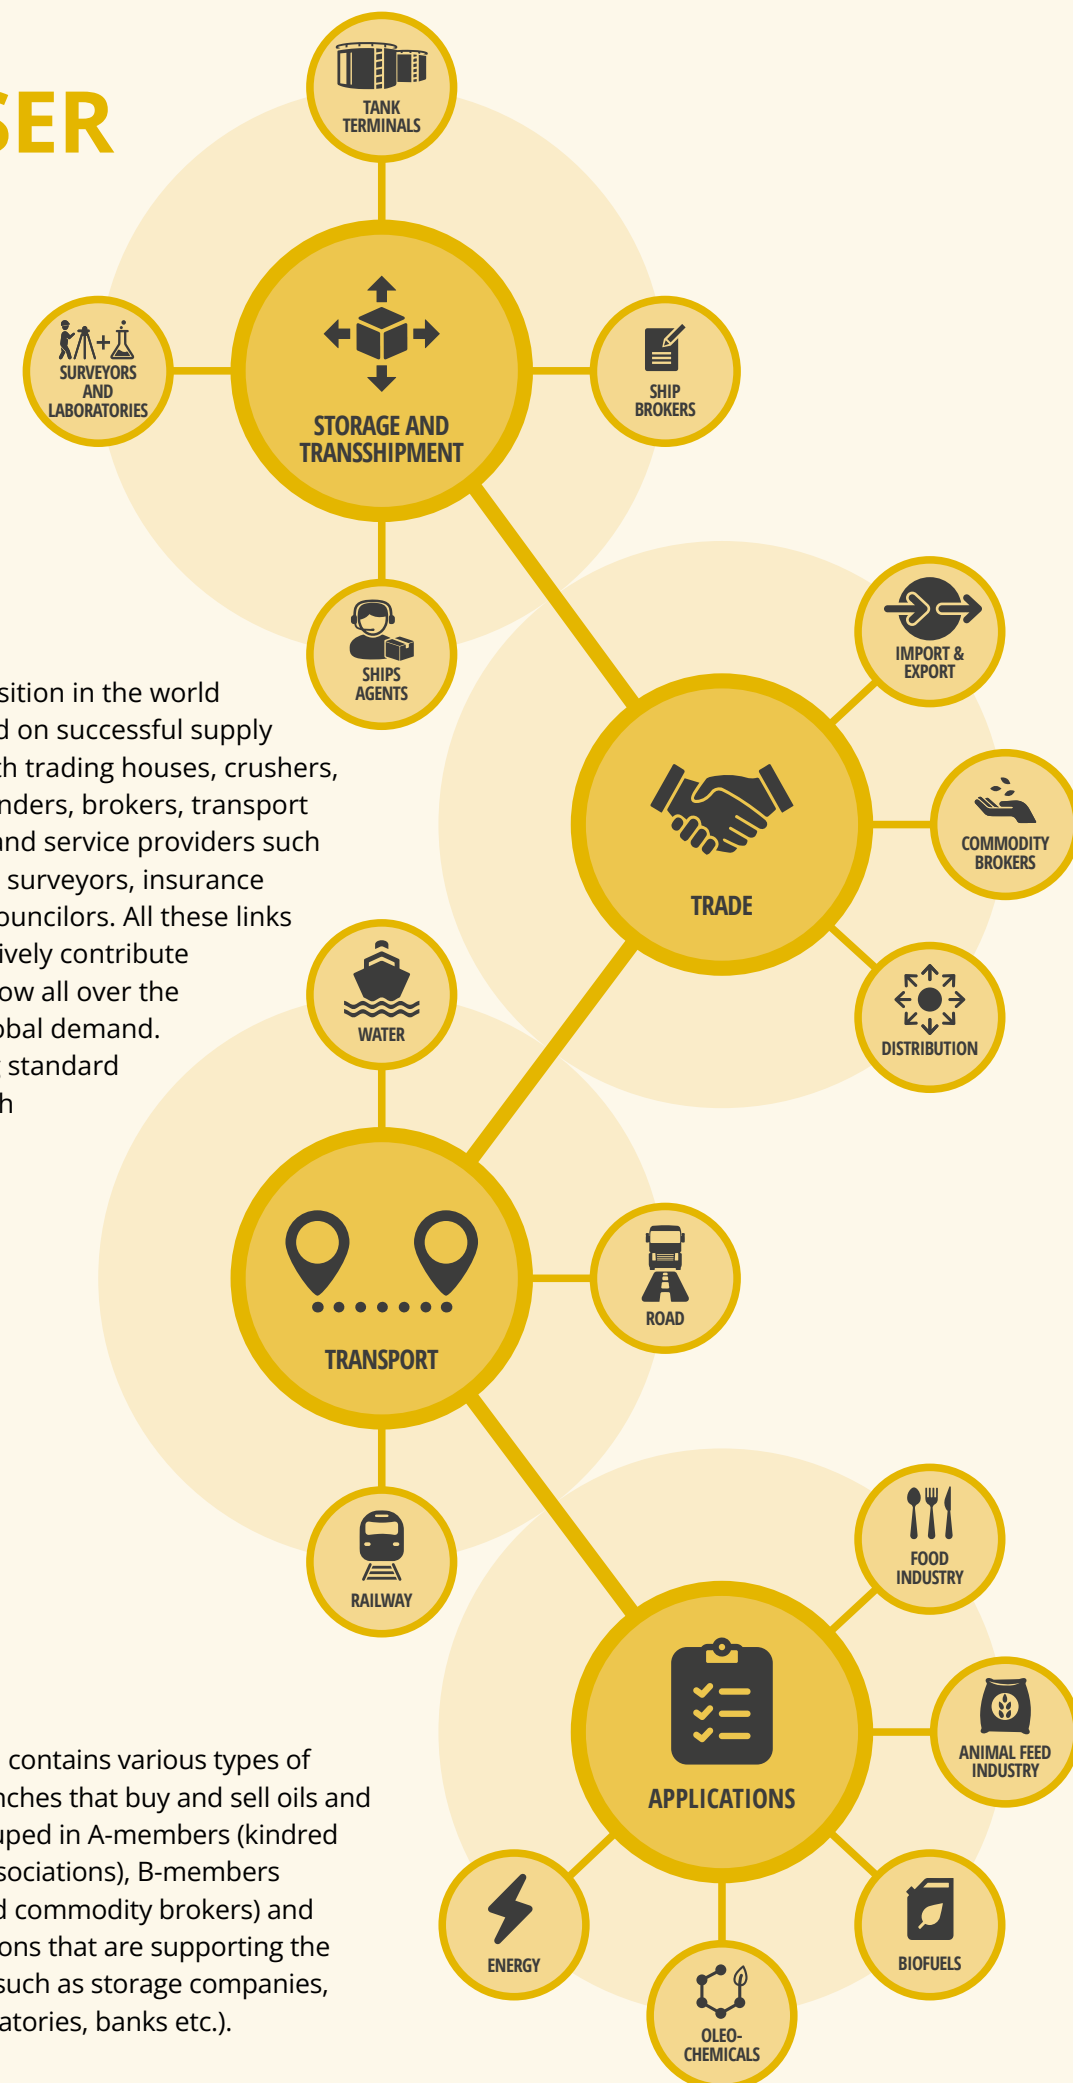 SER
TANK
TERMINALS
SURVEYORS
AND
LABORATORIES
STORAGE AND
TRANSSHIPMENT
SHIP
BROKERS
SHIPS
AGENTS
IMPORT &
EXPORT
COMMODITY
BROKERS
TRADE
DISTRIBUTION
sition in the world
d on successful supply
th trading houses, crushers,
nders, brokers, transport
and service providers such
surveyors, insurance
ouncilors. All these links
tively contribute
ow all over the
obal demand.
g standard
h
WATER
TRANSPORT
ROAD
RAILWAY
FOOD
INDUSTRY
ANIMAL FEED
INDUSTRY
APPLICATIONS
BIOFUELS
ENERGY
OLEO-
CHEMICALS
contains various types of
nches that buy and sell oils and
uped in A-members (kindred
sociations), B-members
d commodity brokers) and
ons that are supporting the
such as storage companies,
atories, banks etc.).